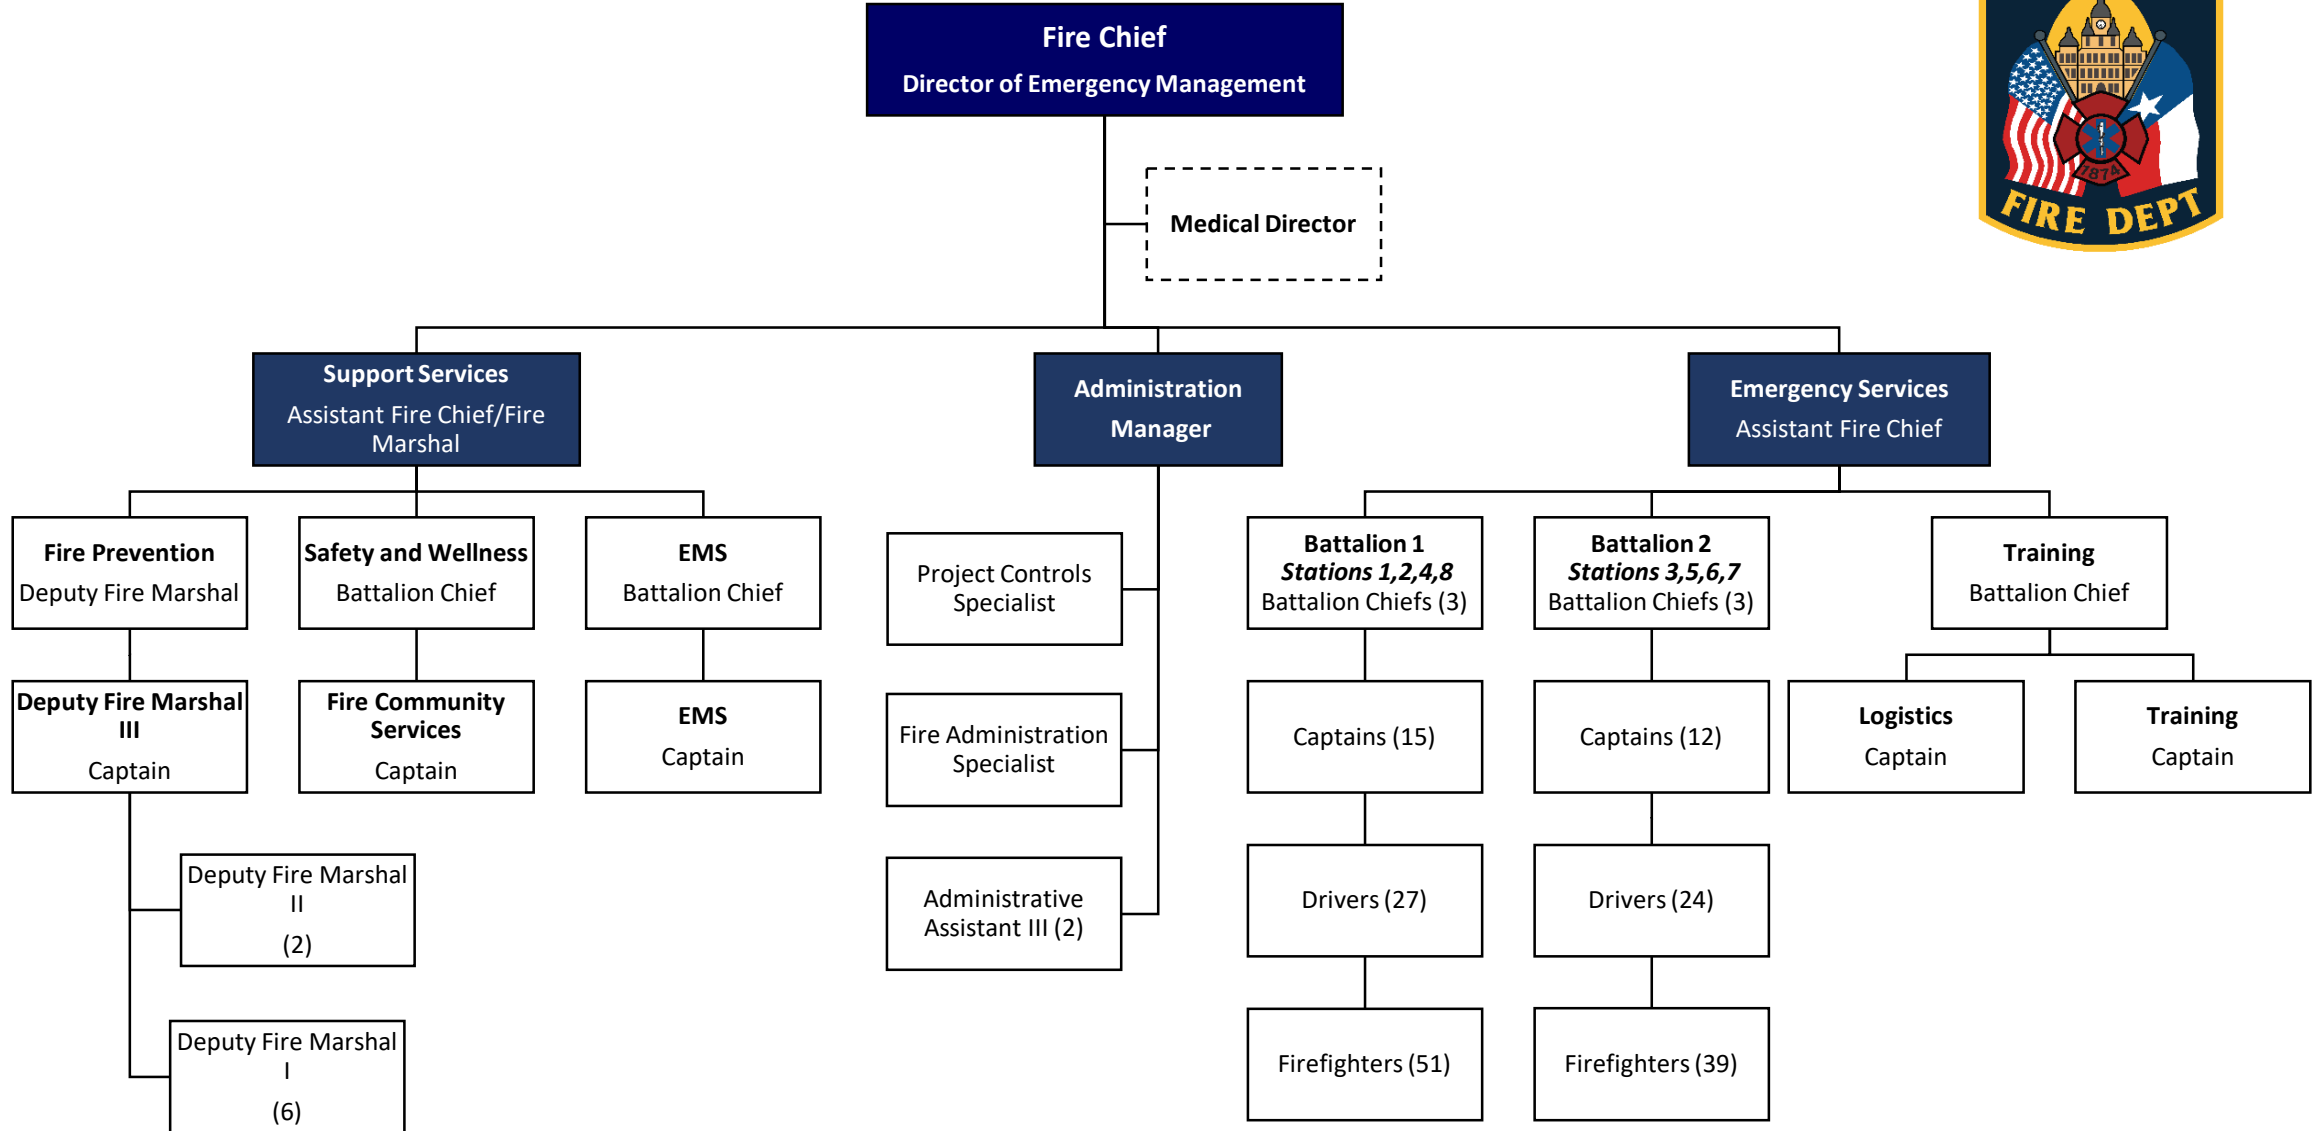 Fire Chief
Director of Emergency Management
1874
FIRE DEPT
Medical Director
Support Services
Assistant Fire Chief/Fire
Marshal
Administration
Manager
Emergency Services
Assistant Fire Chief
Fire Prevention
Deputy Fire Marshal
Safety and Wellness
Battalion Chief
EMS
Battalion Chief
Project Controls
Specialist
Battalion 1
Stations 1,2,4,8
Battalion Chiefs (3)
Battalion 2
Stations 3,5,6,7
Battalion Chiefs (3)
Training
Battalion Chief
Deputy Fire Marshal
III
Captain
Fire Community
Services
Captain
EMS
Captain
Fire Administration
Specialist
Captains (15)
Captains (12)
Logistics
Captain
Training
Captain
Deputy Fire Marshal
II
(2)
Administrative
Assistant III (2)
Drivers (27)
Drivers (24)
Deputy Fire Marshal
I
(6)
Firefighters (51)
Firefighters (39)